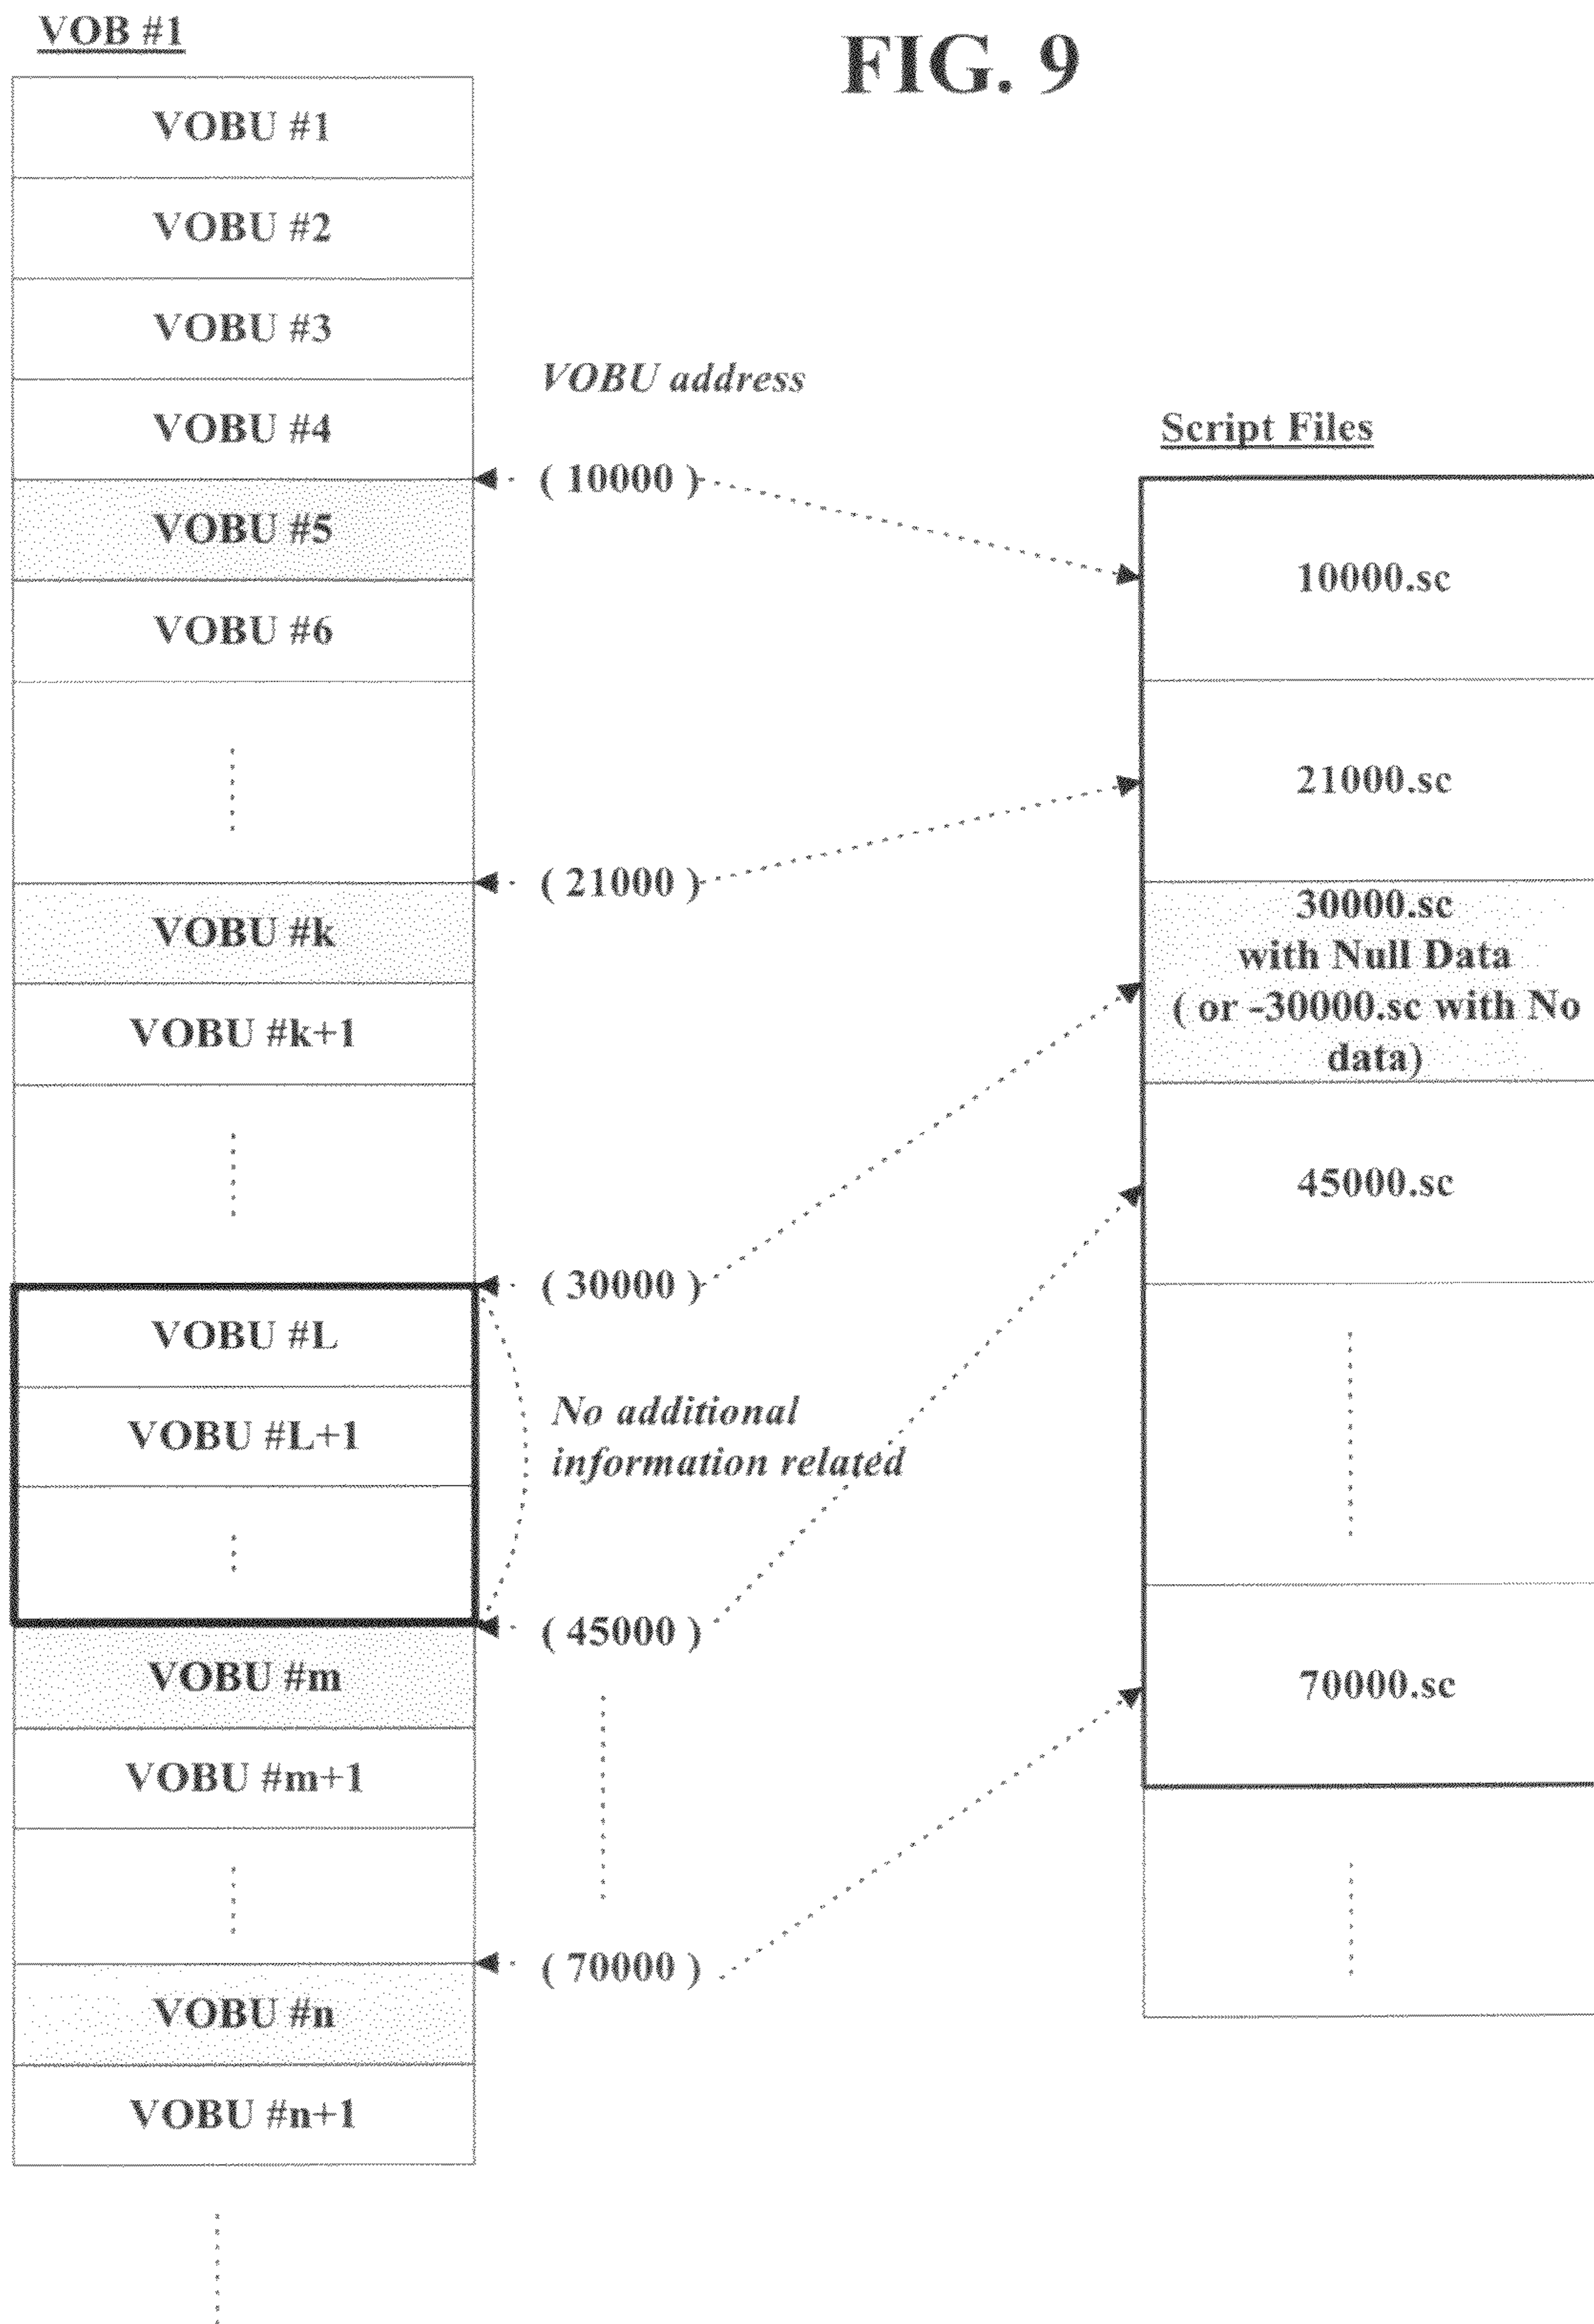 VOB #1
FIG. 9
VOBU #1
VOBU #2
VOBU #3
VOBU #4
VOBU #5
VOBU #6
VOBU #k
VOBU #k+1
VOBU #L
VOBU #L+1
VOBU #m
VOBU #m+1
VOBU #n
VOBU #n+1
VOBU address
( 10000 )
( 21000 )
( 30000 )
No additional
information related
( 45000 )
( 70000 )
Script Files
10000.sc
21000.sc
30000.sc
with Null Data
( or -30000.sc with No
data)
45000.sc
70000.sc